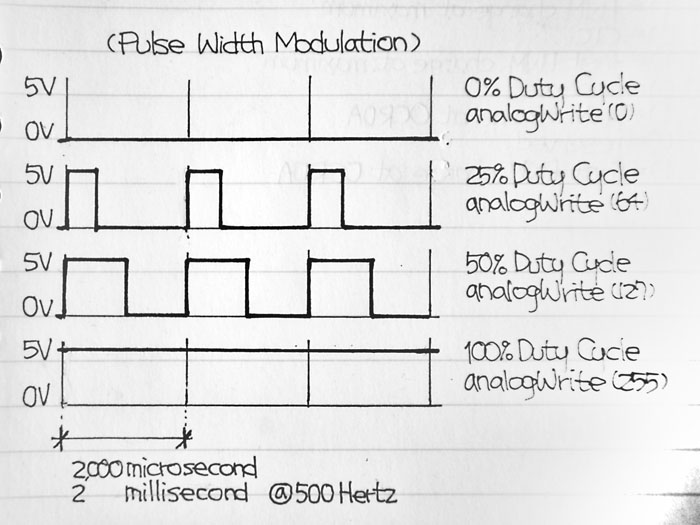 (Pulse Width Modulation)
5V
0% Duty Cycle
0V
analogWrite(0)
5V
25% Duty Cycle
0V
analogWrite(64)
5V
50% Duty Cycle
0V
analogWrite(127)
5V
100% Duty Cycle
0V
analogWrite(255)
2,000 microsecond
2 millisecond @500 Hertz